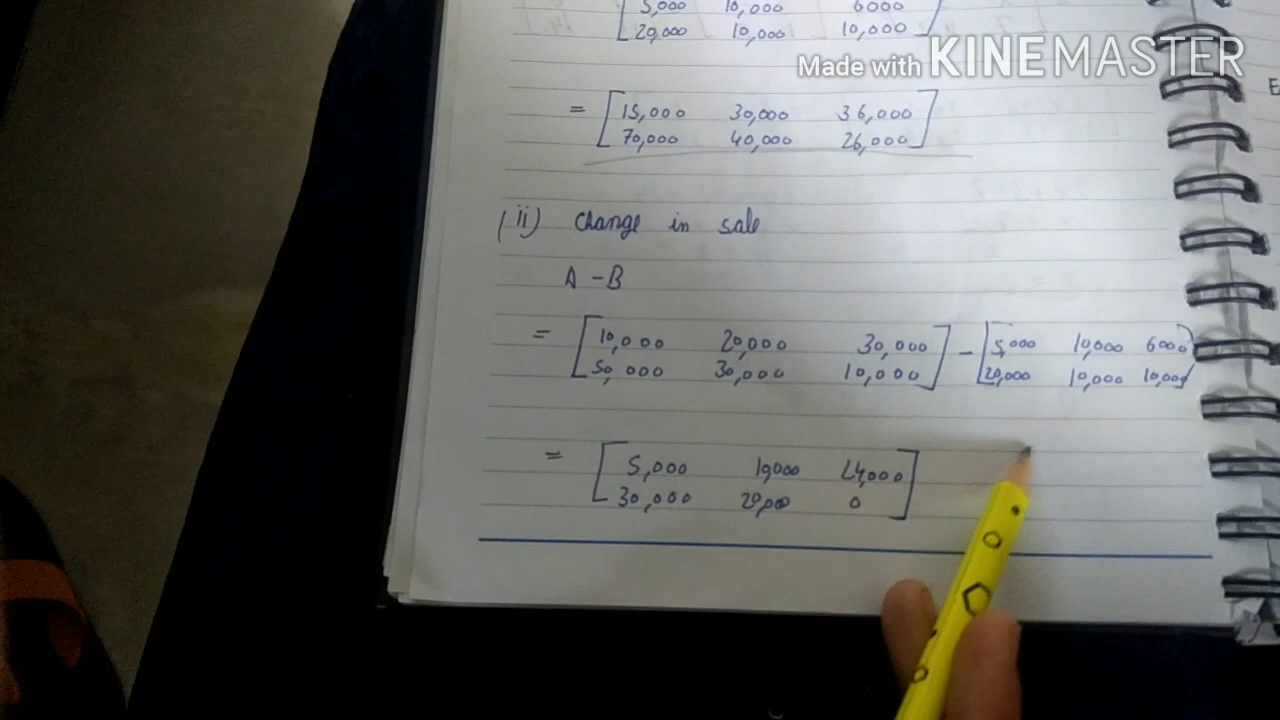 5,000 10,000 6000
20,000 10,000 10,000
Made with KINEMASTER
= 15,000 30,000 36,000
70,000 40,000 26,000
(ii) Change in sale
A - B
= 10,000 20,000 30,000 - 5,000 10,000 6000
50,000 30,000 10,000 20,000 10,000 10,000
= 5,000 10,000 24,000
30,000 20,000 0